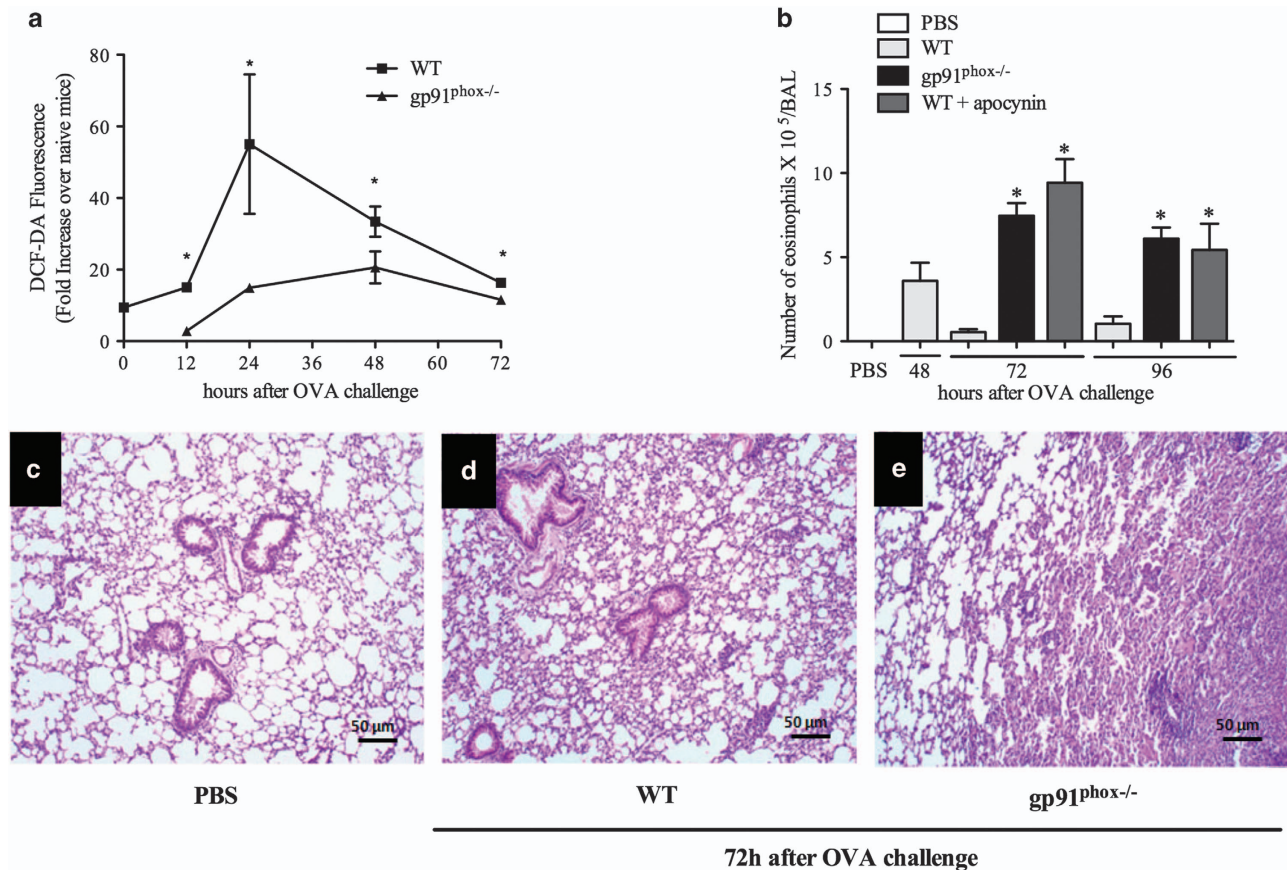 a
80
60
40
20
0
DCF-DA Fluorescence
(Fold Increase over naive mice)
WT
gp91phox-/-
*
*
*
*
0 12 24 36 48 60 72
hours after OVA challenge
b
PBS
WT
gp91phox-/-
WT + apocynin
15
10
5
0
Number of eosinophils X 10 5/BAL
* * * *
PBS 48 72 96
hours after OVA challenge
c
50 µm
PBS
d
50 µm
WT
e
50 µm
gp91phox-/-
72h after OVA challenge